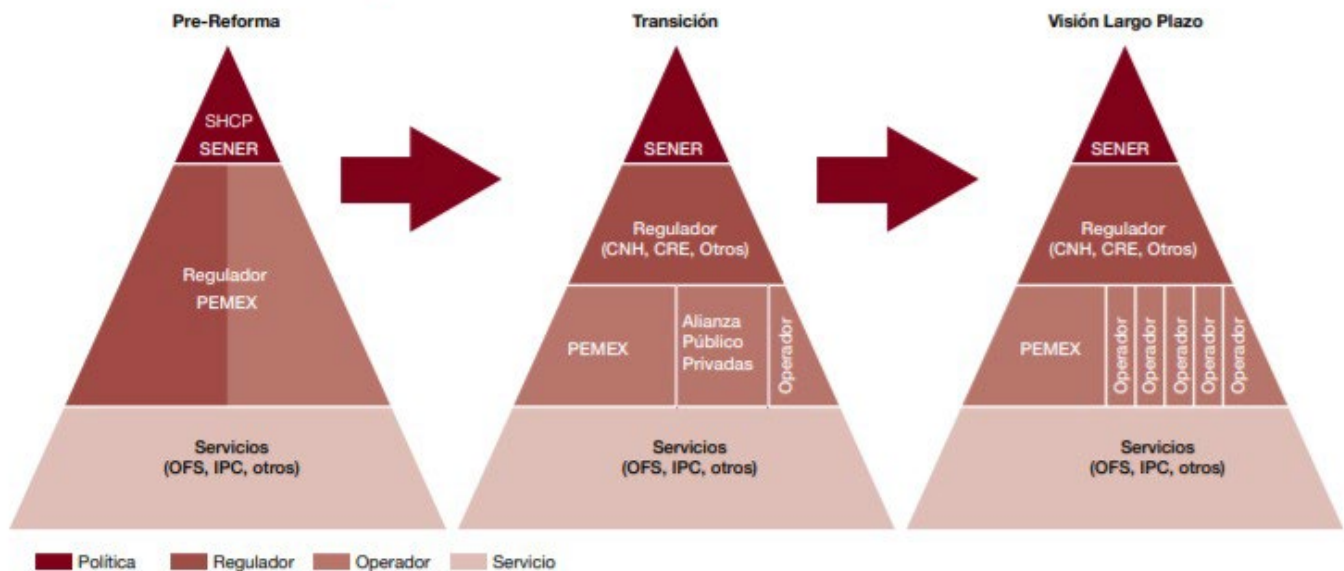 Pre-Reforma
SHCP
SENER
Regulador
PEMEX
Servicios
(OFS, IPC, otros)
Transición
SENER
Regulador
(CNH, CRE, Otros)
PEMEX
Alianza
Público
Privadas
Operador
Servicios
(OFS, IPC, otros)
Visión Largo Plazo
SENER
Regulador
(CNH, CRE, Otros)
PEMEX
Operador
Operador
Operador
Operador
Operador
Servicios
(OFS, IPC, otros)
Política
Regulador
Operador
Servicio